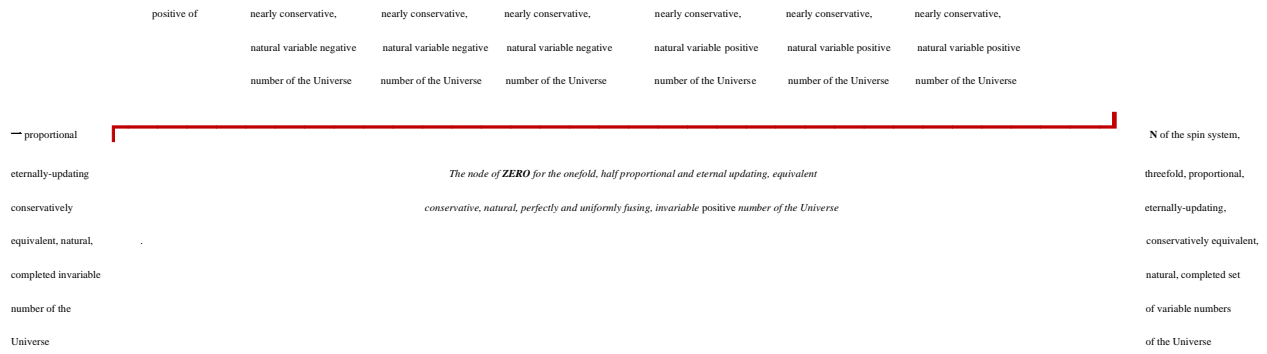 positive of nearly conservative, nearly conservative, nearly conservative, nearly conservative, nearly conservative, nearly conservative,
natural variable negative natural variable negative natural variable negative natural variable positive natural variable positive natural variable positive
number of the Universe number of the Universe number of the Universe number of the Universe number of the Universe number of the Universe
⇀ proportional N of the spin system,
eternally-updating The node of ZERO for the onefold, half proportional and eternal updating, equivalent threefold, proportional,
conservatively conservative, natural, perfectly and uniformly fusing, invariable positive number of the Universe eternally-updating,
equivalent, natural, . conservatively equivalent,
completed invariable natural, completed set
number of the of variable numbers
Universe of the Universe